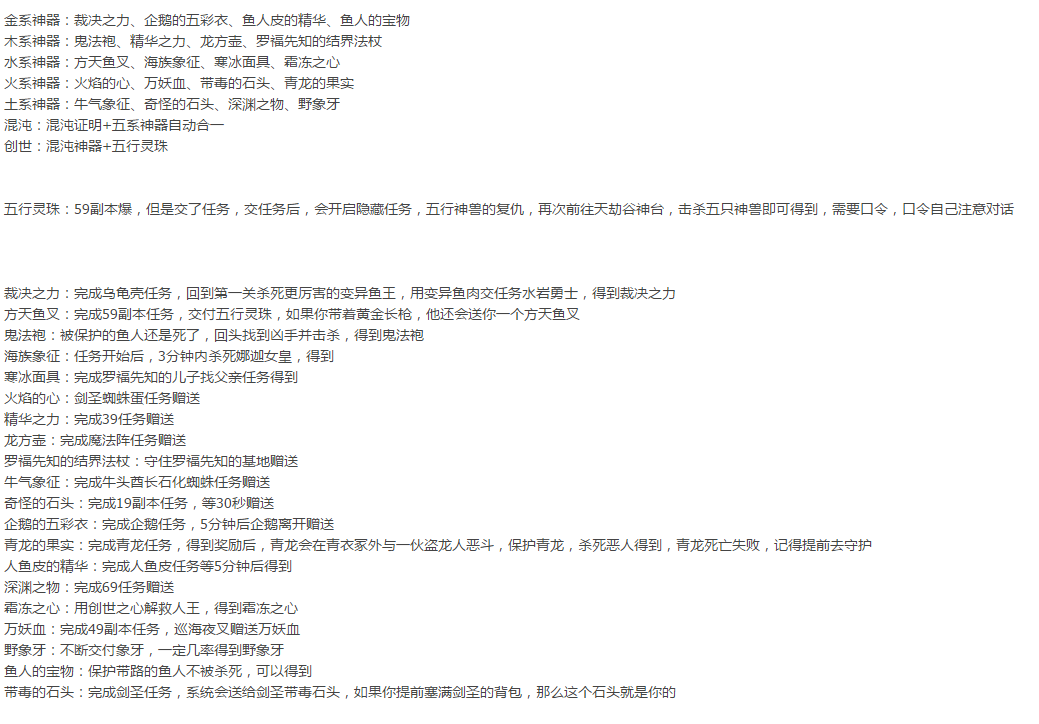 金系神器：裁决之力、企鹅的五彩衣、鱼人皮的精华、鱼人的宝物
木系神器：鬼法袍、精华之力、龙方壶、罗福先知的结界法杖
水系神器：方天鱼叉、海族象征、寒冰面具、霜冻之心
火系神器：火焰的心、万妖血、带毒的石头、青龙的果实
土系神器：牛气象征、奇怪的石头、深渊之物、野象牙
混沌：混沌证明+五系神器自动合一
创世：混沌神器+五行灵珠
五行灵珠：59副本爆，但是交了任务，交任务后，会开启隐藏任务，五行神兽的复仇，再次前往天劫谷神台，击杀五只神兽即可得到，需要口令，口令自己注意对话
裁决之力：完成乌龟壳任务，回到第一关杀死更厉害的变异鱼王，用变异鱼肉交任务水岩勇士，得到裁决之力
方天鱼叉：完成59副本任务，交付五行灵珠，如果你带着黄金长枪，他还会送你一个方天鱼叉
鬼法袍：被保护的鱼人还是死了，回头找到凶手并击杀，得到鬼法袍
海族象征：任务开始后，3分钟内杀死娜迦女皇，得到
寒冰面具：完成罗福先知的儿子找父亲任务得到
火焰的心：剑圣蜘蛛蛋任务赠送
精华之力：完成39任务赠送
龙方壶：完成魔法阵任务赠送
罗福先知的结界法杖：守住罗福先知的基地赠送
牛气象征：完成牛头酋长石化蜘蛛任务赠送
奇怪的石头：完成19副本任务，等30秒赠送
企鹅的五彩衣：完成企鹅任务，5分钟后企鹅离开赠送
青龙的果实：完成青龙任务，得到奖励后，青龙会在青衣冢外与一伙盗龙人恶斗，保护青龙，杀死恶人得到，青龙死亡失败，记得提前去守护
人鱼皮的精华：完成人鱼皮任务等5分钟后得到
深渊之物：完成69任务赠送
霜冻之心：用创世之心解救人王，得到霜冻之心
万妖血：完成49副本任务，巡海夜叉赠送万妖血
野象牙：不断交付象牙，一定几率得到野象牙
鱼人的宝物：保护带路的鱼人不被杀死，可以得到
带毒的石头：完成剑圣任务，系统会送给剑圣带毒石头，如果你提前塞满剑圣的背包，那么这个石头就是你的